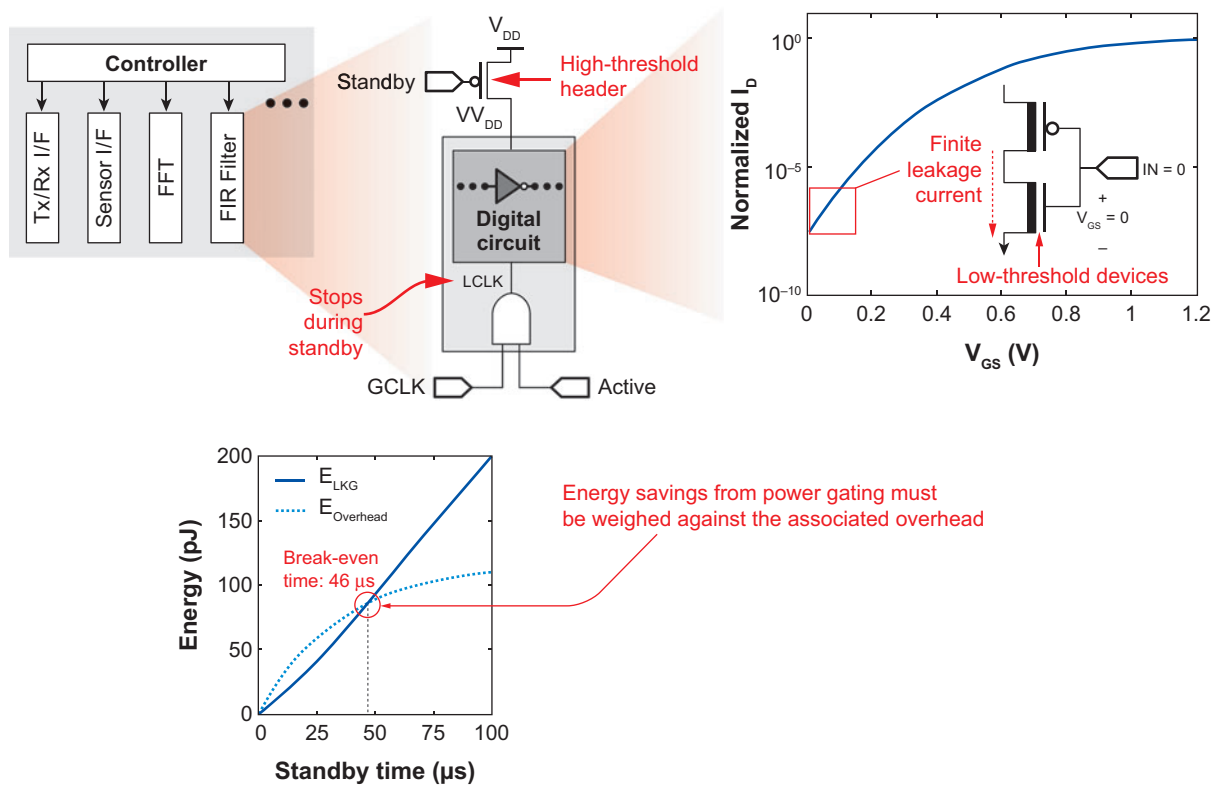 Controller
Tx/Rx I/F
Sensor I/F
FFT
FIR Filter
V_DD
Standby
High-threshold
header
VV_DD
Digital
circuit
LCLK
Stops
during
standby
GCLK
Active
Normalized I_D
10^0
10^-5
10^-10
Finite
leakage
current
IN = 0
+
V_GS = 0
–
Low-threshold devices
0
0.2
0.4
0.6
0.8
1
1.2
V_GS (V)
Energy (pJ)
200
150
100
50
0
E_LKG
E_Overhead
Break-even
time: 46 µs
Energy savings from power gating must
be weighed against the associated overhead
0
25
50
75
100
Standby time (µs)